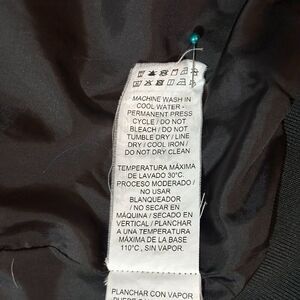 MACHINE WASH IN
COOL WATER -
PERMANENT PRESS
CYCLE / DO NOT
BLEACH / DO NOT
TUMBLE DRY / LINE
DRY / COOL IRON /
DO NOT DRY CLEAN
TEMPERATURA MÁXIMA
DE LAVADO 30°C.
PROCESO MODERADO /
NO USAR
BLANQUEADOR
/ NO SECAR EN
MÁQUINA / SECADO EN
VERTICAL / PLANCHAR
A UNA TEMPERATURA
MÁXIMA DE LA BASE
110°C , SIN VAPOR.
PLANCHAR CON VAPOR
PUEDE